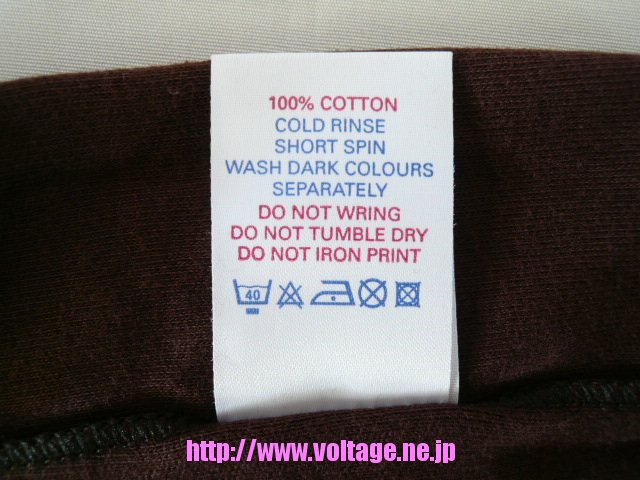 100% COTTON
COLD RINSE
SHORT SPIN
WASH DARK COLOURS
SEPARATELY
DO NOT WRING
DO NOT TUMBLE DRY
DO NOT IRON PRINT
40
http://www.voltage.ne.jp